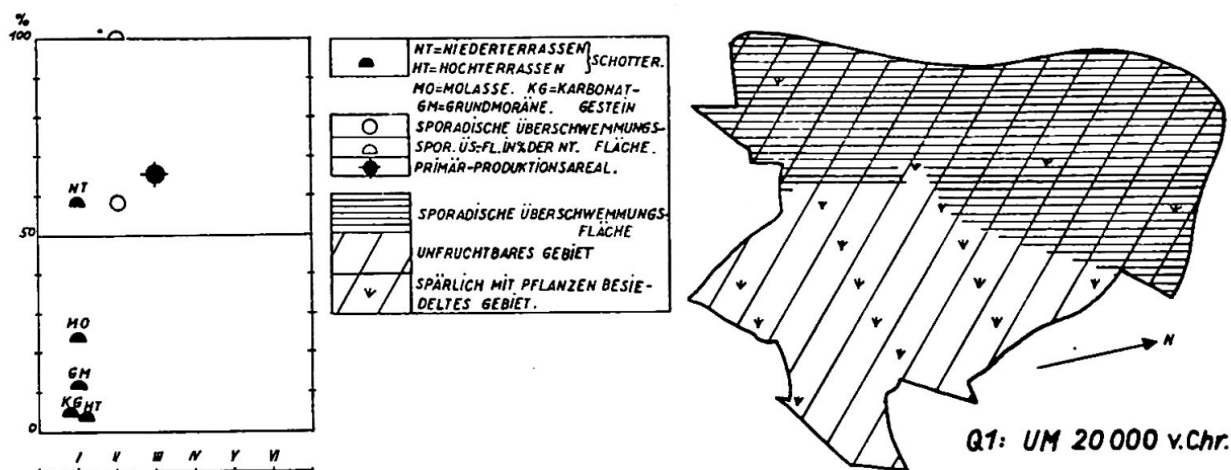 %
100
50
0
NT
MO
GM
KG HT
I II III IV V VI
NT=NIEDERTERRASSEN
HT=HOCHTERRASSEN } SCHOTTER.
MO=MOLASSE. KG=KARBONAT-
GM=GRUNDMORÄNE. GESTEIN
SPORADISCHE ÜBERSCHWEMMUNGS-
SPOR. ÜS-FL. IN % DER NT. FLÄCHE.
PRIMÄR-PRODUKTIONSAREAL.
SPORADISCHE ÜBERSCHWEMMUNGS-
FLÄCHE
UNFRUCHTBARES GEBIET
SPÄRLICH MIT PFLANZEN BESIE-
DELTES GEBIET.
N
Q1: UM 20000 v.Chr.